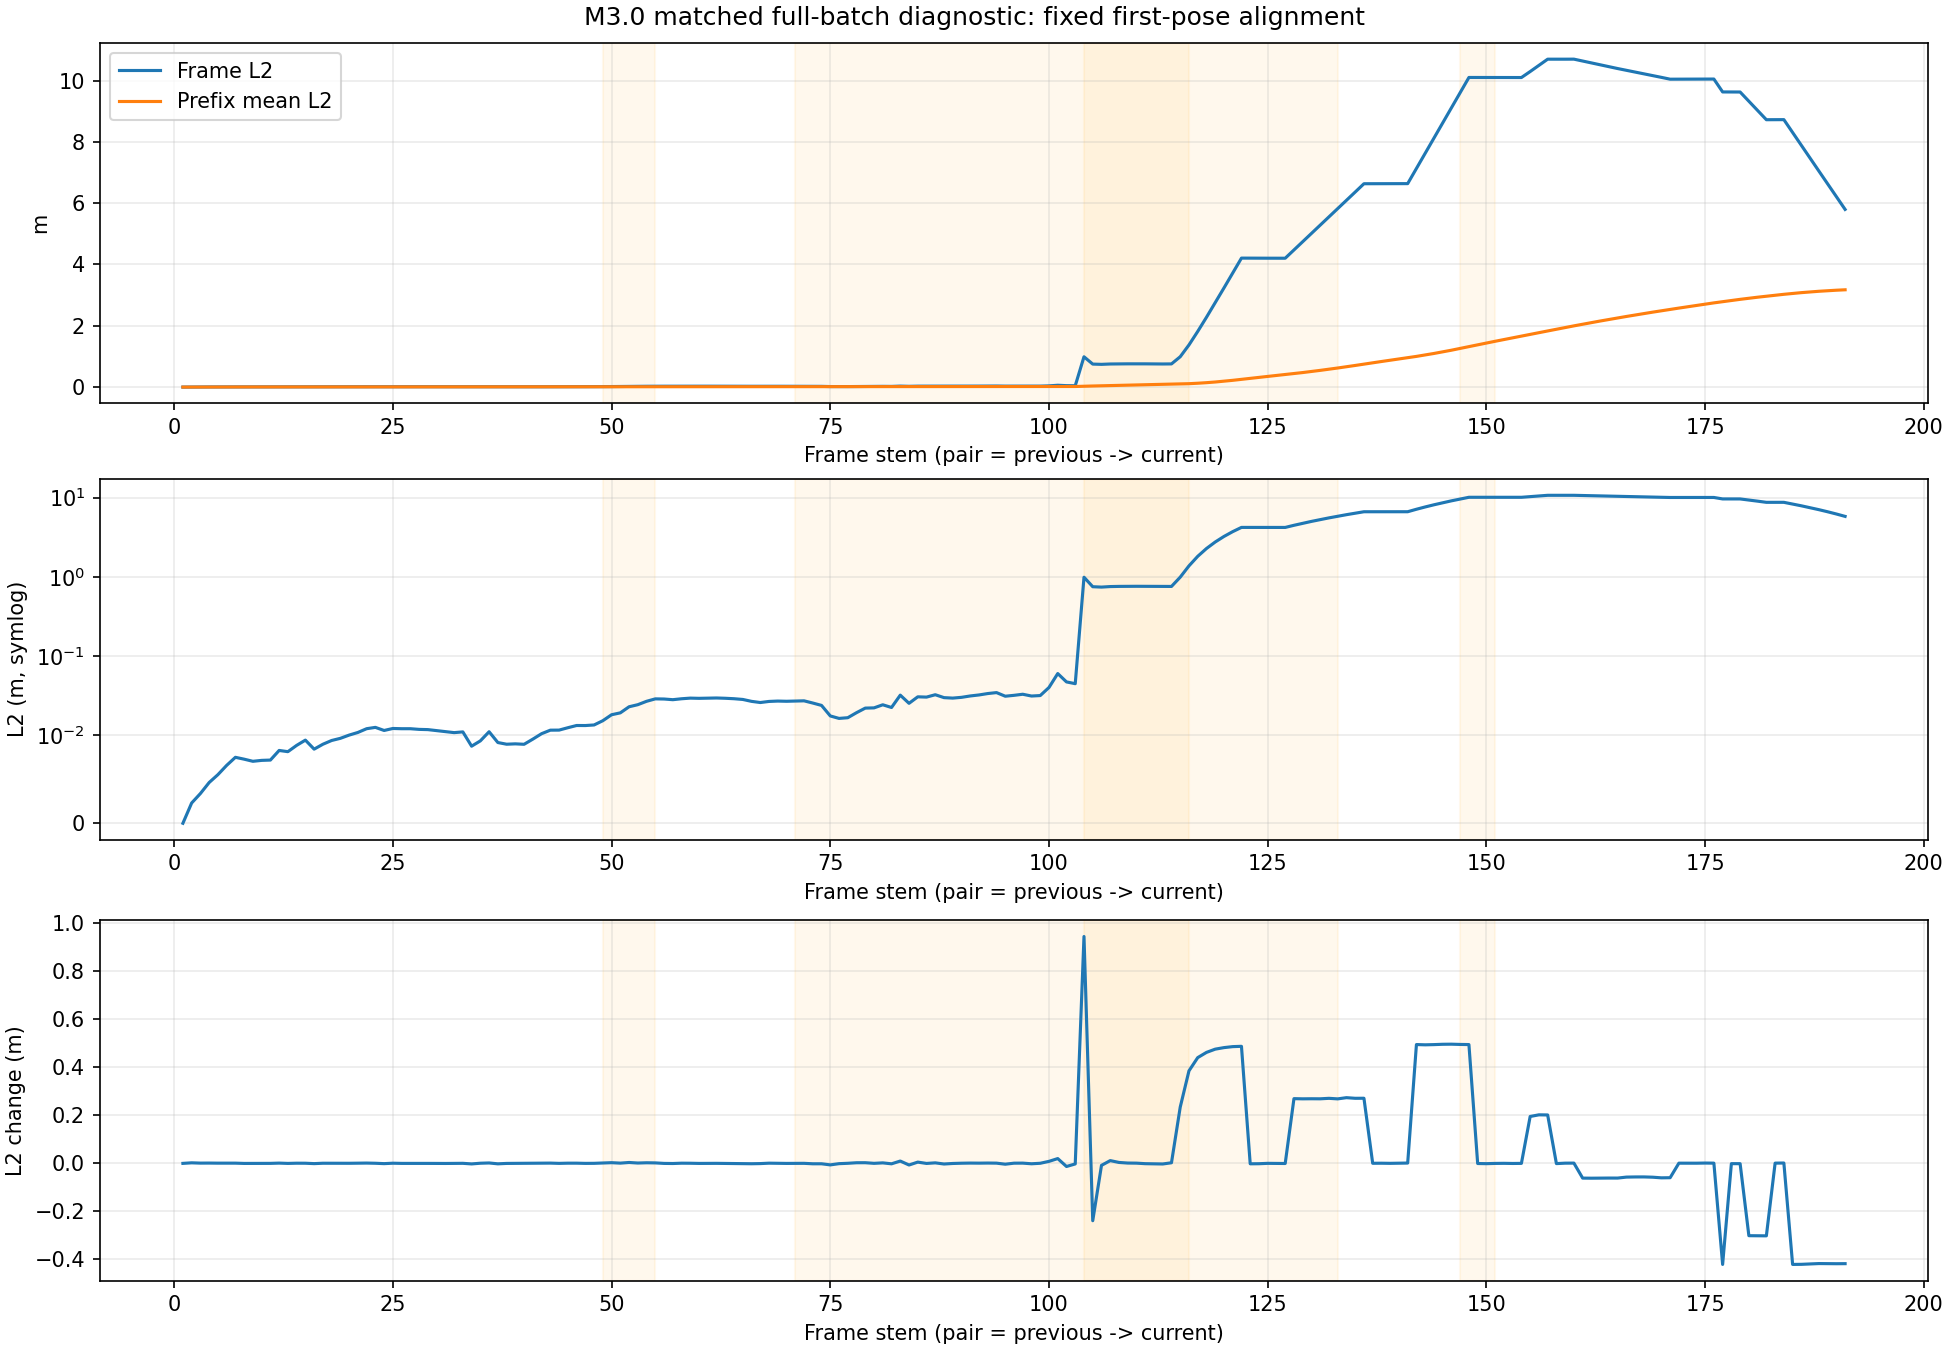 M3.0 matched full-batch diagnostic: fixed first-pose alignment
Frame L2
Prefix mean L2
m
10
8
6
4
2
0
0 25 50 75 100 125 150 175 200
Frame stem (pair = previous -> current)
L2 (m, symlog)
10¹
10⁰
10⁻¹
10⁻²
0
0 25 50 75 100 125 150 175 200
Frame stem (pair = previous -> current)
L2 change (m)
1.0
0.8
0.6
0.4
0.2
0.0
−0.2
−0.4
0 25 50 75 100 125 150 175 200
Frame stem (pair = previous -> current)